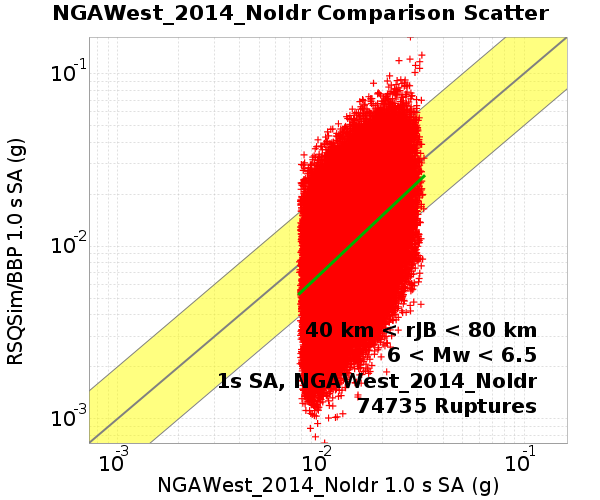 NGAWest_2014_NoIdr Comparison Scatter
RSQSim/BBP 1.0 s SA (g)
10-1
10-2
10-3
40 km < rJB < 80 km
6 < Mw < 6.5
1s SA, NGAWest_2014_NoIdr
74735 Ruptures
10-3 10-2 10-1
NGAWest_2014_NoIdr 1.0 s SA (g)